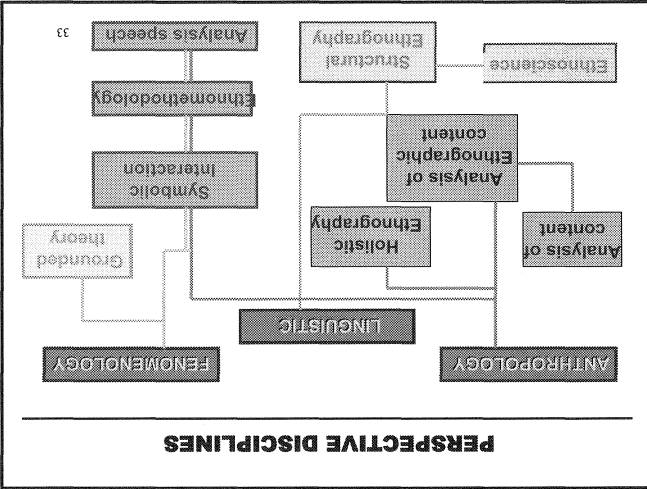 PERSPECTIVE DISCIPLINES
ANTHROPOLOGY
FENOMENOLOGY
LINGUISTIC
Analysis of
content
Holistic
Ethnography
Grounded
theory
Analysis of
Ethnographic
content
Symbolic
Interaction
Ethnomethodology
Ethnoscience
Structural
Ethnography
Analysis speech
33